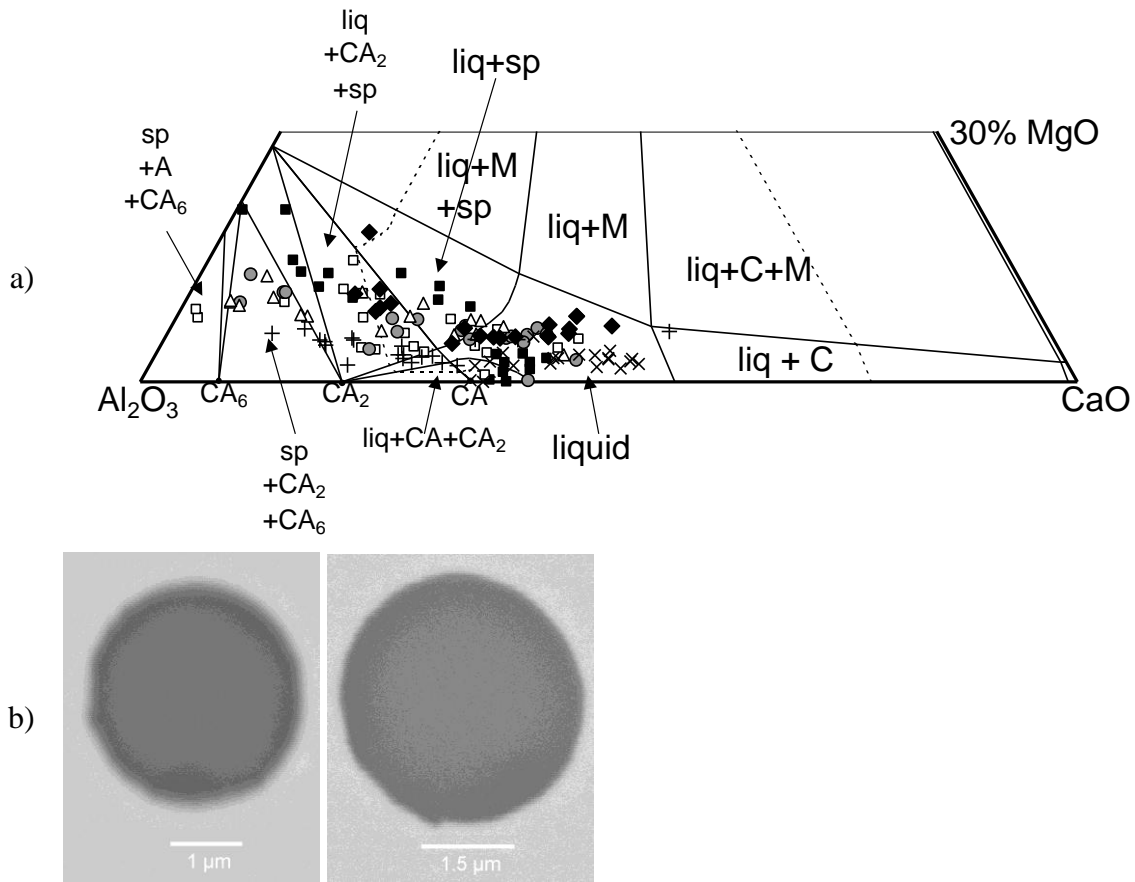 a)
liq
+CA₂
+sp
liq+sp
sp
+A
+CA₆
liq+M
+sp
liq+M
liq+C+M
30% MgO
liq + C
Al₂O₃
CA₆
CA₂
CA
CaO
sp
+CA₂
+CA₆
liq+CA+CA₂
liquid
b)
1 µm
1.5 µm